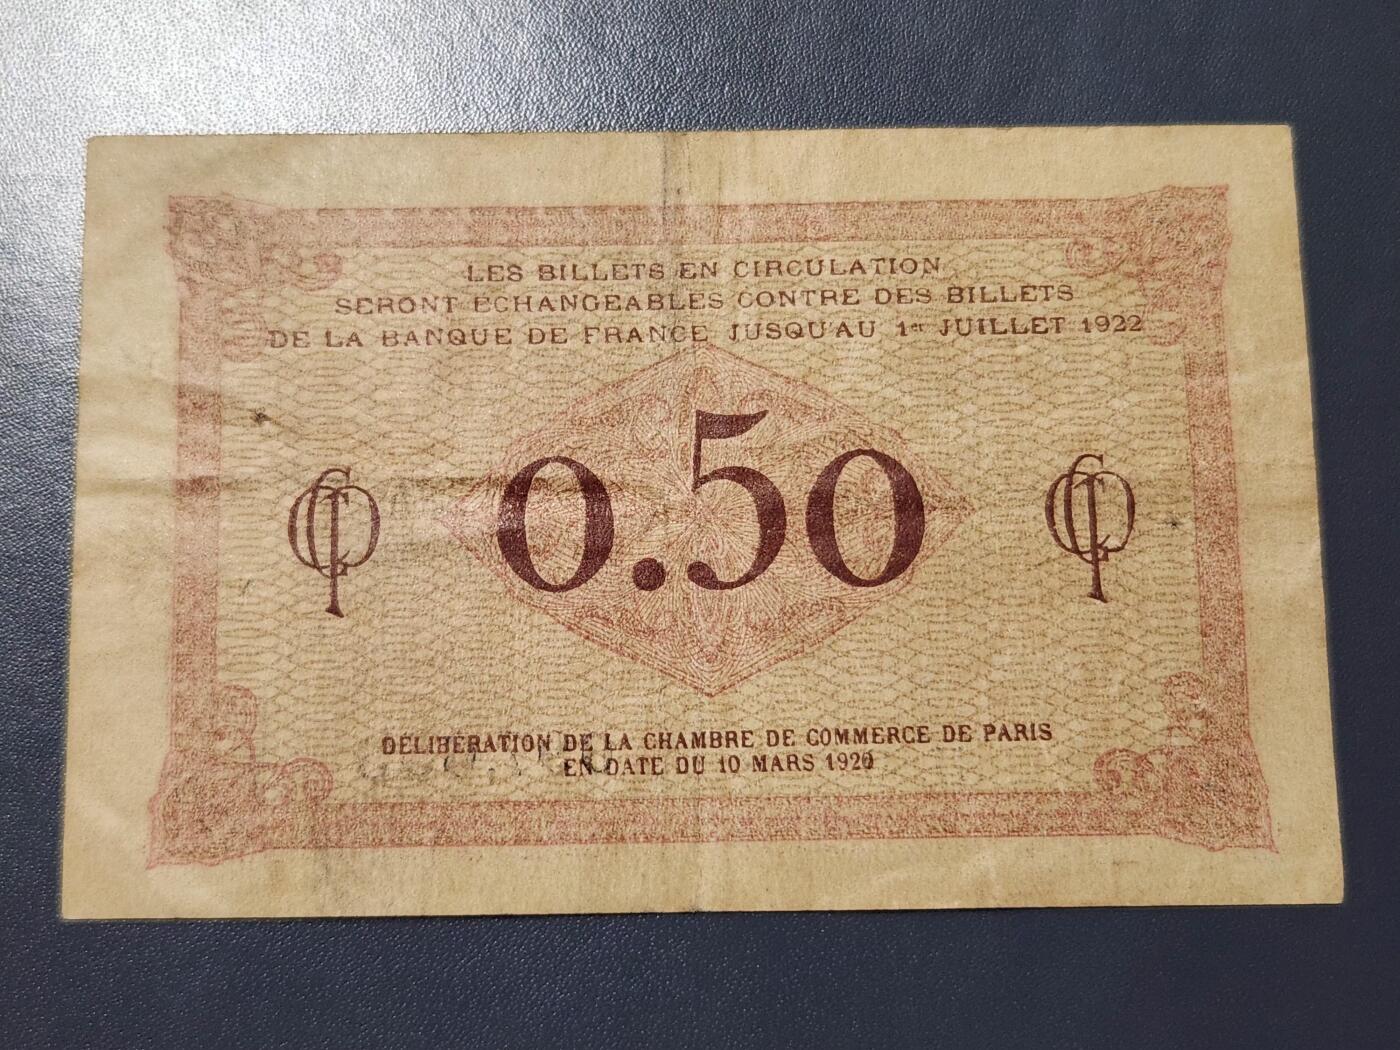 LES BILLETS EN CIRCULATION
SERONT ÉCHANGEABLES CONTRE DES BILLETS
DE LA BANQUE DE FRANCE JUSQU'AU 1er JUILLET 1922
0.50
DÉLIBÉRATION DE LA CHAMBRE DE COMMERCE DE PARIS
EN DATE DU 10 MARS 1920